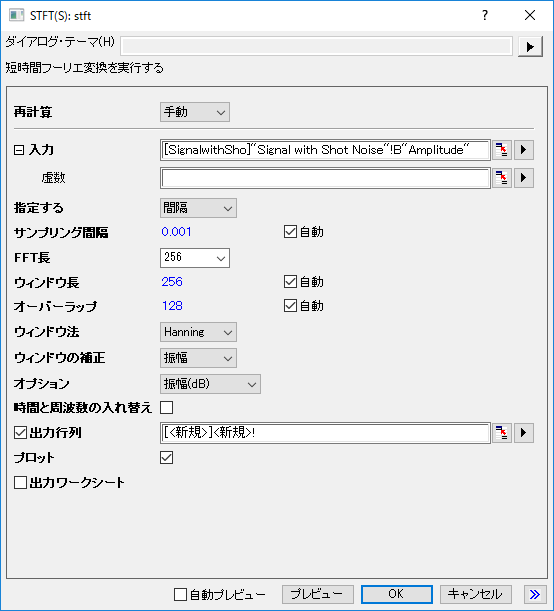 STFT(S): stft
ダイアログ・テーマ(H)
短時間フーリエ変換を実行する
再計算 手動
入力 [SignalwithSho]"Signal with Shot Noise"!B"Amplitude"
虚数
指定する 間隔
サンプリング間隔 0.001 自動
FFT長 256
ウィンドウ長 256 自動
オーバーラップ 128 自動
ウィンドウ法 Hanning
ウィンドウの補正 振幅
オプション 振幅(dB)
時間と周波数の入れ替え
出力行列 [<新規>]<新規>!
プロット
出力ワークシート
自動プレビュー プレビュー OK キャンセル